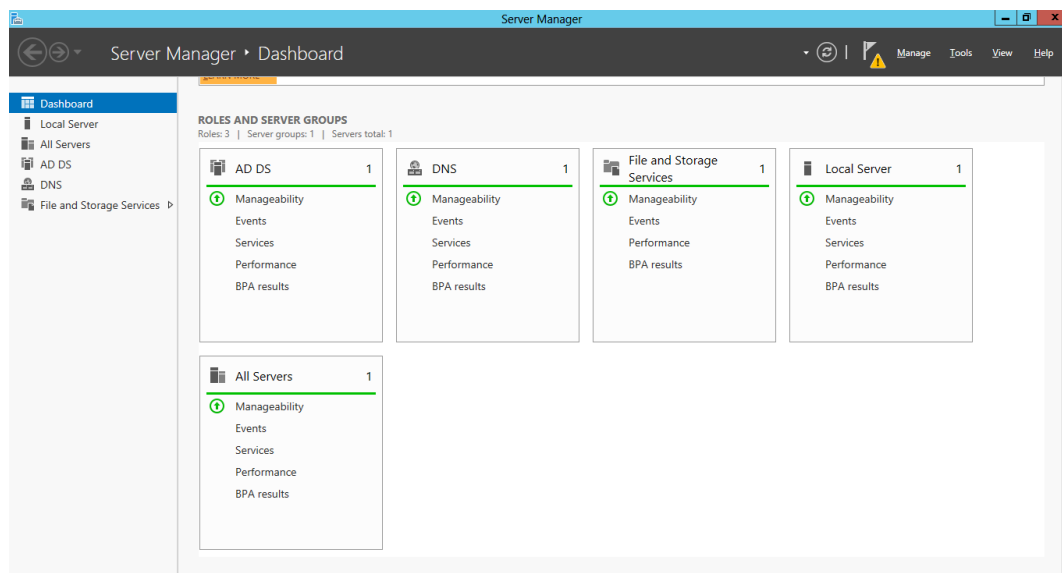 Server Manager
Server Manager • Dashboard
Manage Tools View Help
LEARN MORE
Dashboard
Local Server
All Servers
AD DS
DNS
File and Storage Services
ROLES AND SERVER GROUPS
Roles: 3 | Server groups: 1 | Servers total: 1
AD DS 1
Manageability
Events
Services
Performance
BPA results
DNS 1
Manageability
Events
Services
Performance
BPA results
File and Storage
Services 1
Manageability
Events
Performance
BPA results
Local Server 1
Manageability
Events
Services
Performance
BPA results
All Servers 1
Manageability
Events
Services
Performance
BPA results